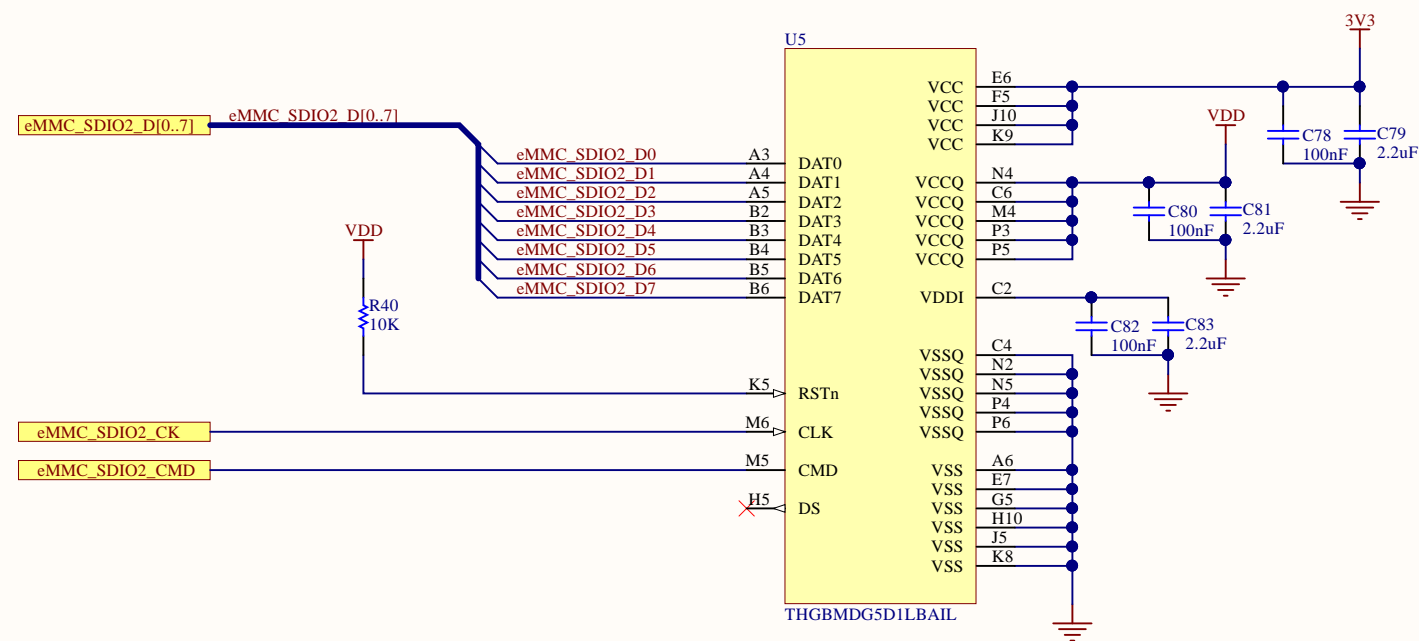 U5
3V3
eMMC_SDIO2_D[0..7]
eMMC_SDIO2_D[0..7]
eMMC_SDIO2_D0 A3 DAT0
eMMC_SDIO2_D1 A4 DAT1
eMMC_SDIO2_D2 A5 DAT2
eMMC_SDIO2_D3 B2 DAT3
eMMC_SDIO2_D4 B3 DAT4
eMMC_SDIO2_D5 B4 DAT5
eMMC_SDIO2_D6 B5 DAT6
eMMC_SDIO2_D7 B6 DAT7
VDD
R40
10K
K5 RSTn
eMMC_SDIO2_CK M6 CLK
eMMC_SDIO2_CMD M5 CMD
H5 DS
VCC E6
VCC F5
VCC J10
VCC K9
C78
100nF
C79
2.2uF
VDD
VCCQ N4
VCCQ C6
VCCQ M4
VCCQ P3
VCCQ P5
C80
100nF
C81
2.2uF
VDDI C2
C82
100nF
C83
2.2uF
VSSQ C4
VSSQ N2
VSSQ N5
VSSQ P4
VSSQ P6
VSS A6
VSS E7
VSS G5
VSS H10
VSS J5
VSS K8
THGBMDG5D1LBAIL